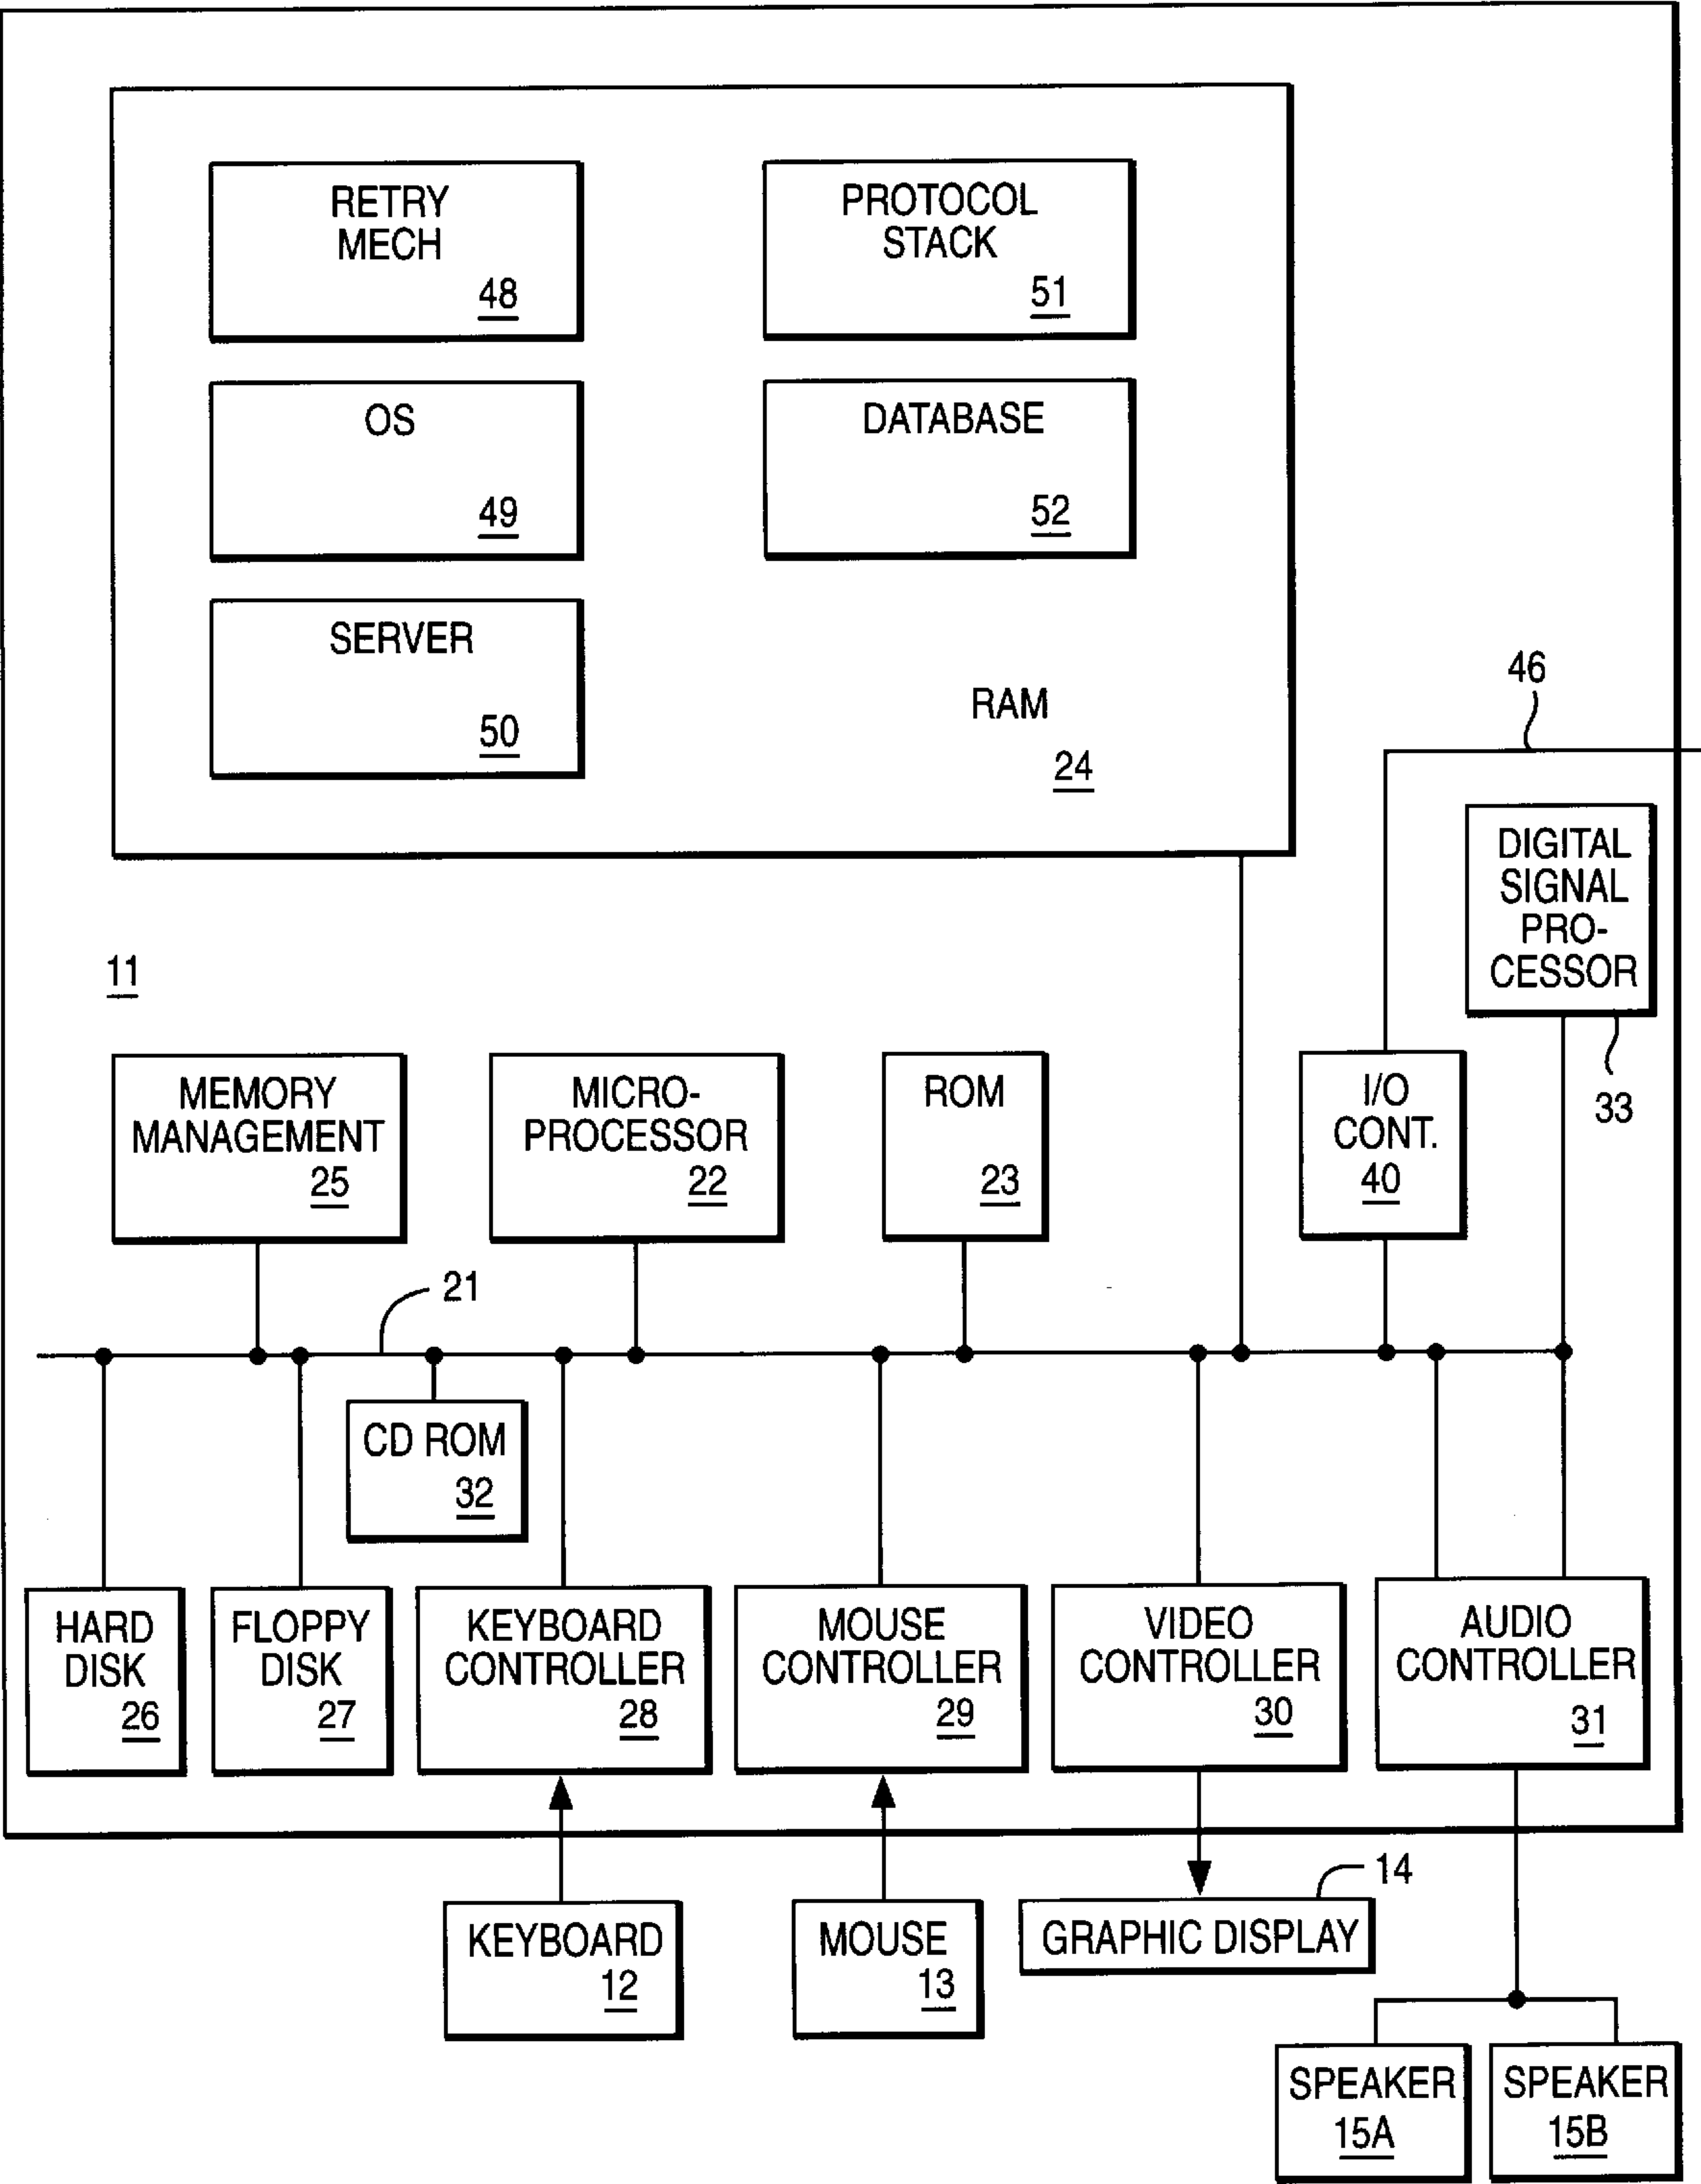 RETRY
MECH
48
PROTOCOL
STACK
51
OS
49
DATABASE
52
SERVER
50
RAM
24
46
DIGITAL
SIGNAL
PRO-
CESSOR
33
11
MEMORY
MANAGEMENT
25
MICRO-
PROCESSOR
22
ROM
23
I/O
CONT.
40
21
CD ROM
32
HARD
DISK
26
FLOPPY
DISK
27
KEYBOARD
CONTROLLER
28
MOUSE
CONTROLLER
29
VIDEO
CONTROLLER
30
AUDIO
CONTROLLER
31
KEYBOARD
12
MOUSE
13
14
GRAPHIC DISPLAY
SPEAKER
15A
SPEAKER
15B